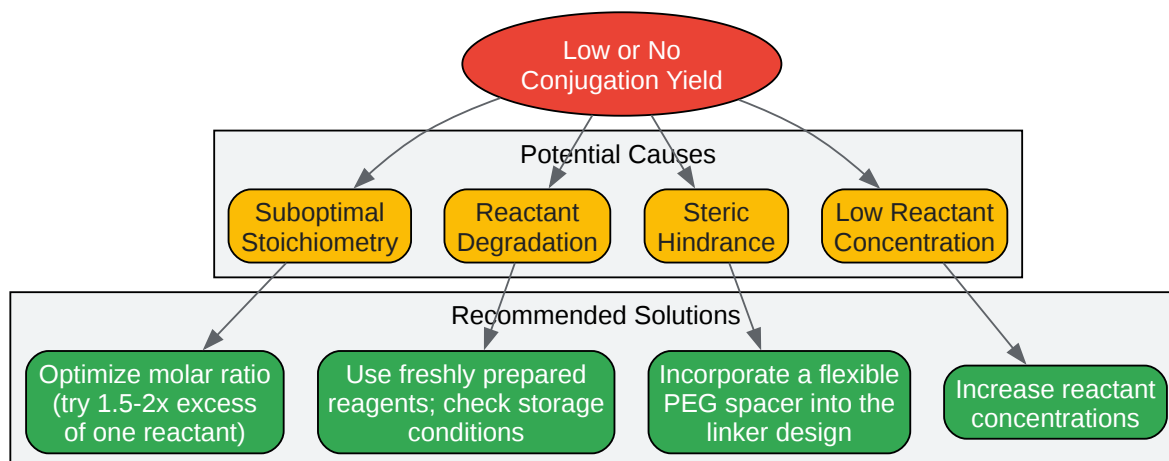 Low or No
Conjugation Yield
Potential Causes
Suboptimal
Stoichiometry
Reactant
Degradation
Steric
Hindrance
Low Reactant
Concentration
Recommended Solutions
Optimize molar ratio
(try 1.5-2x excess
of one reactant)
Use freshly prepared
reagents; check storage
conditions
Incorporate a flexible
PEG spacer into the
linker design
Increase reactant
concentrations